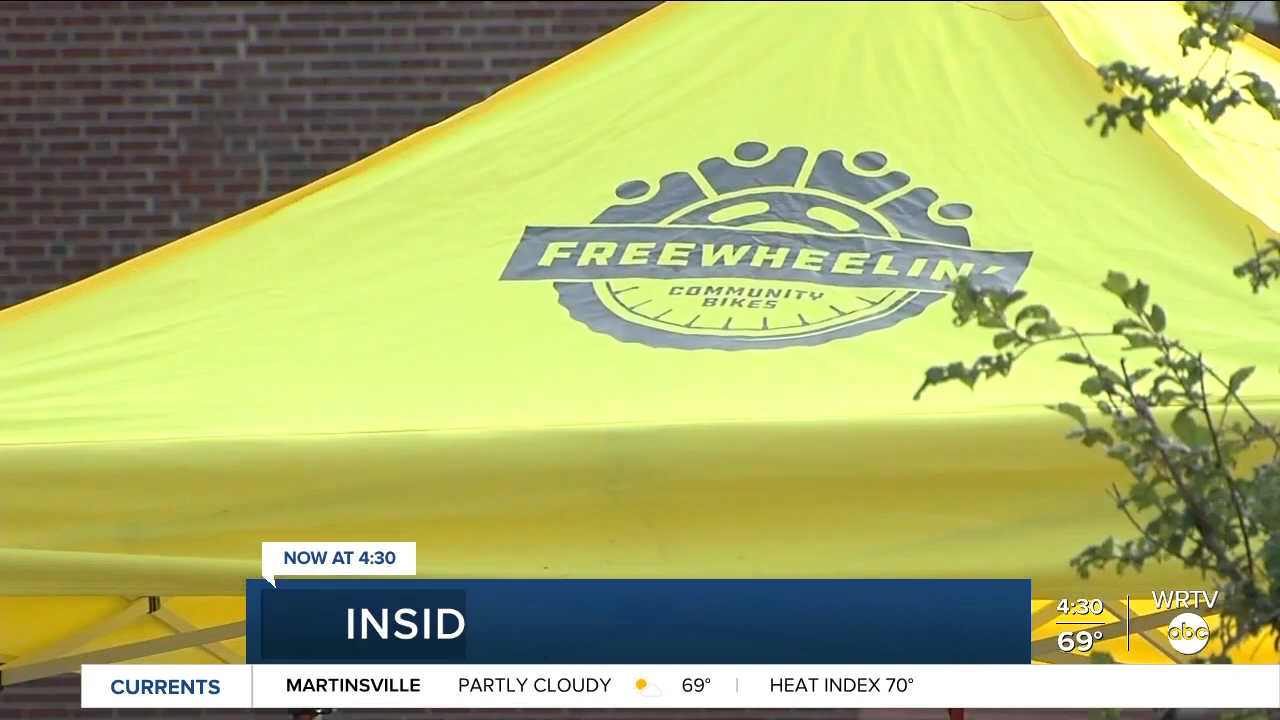 FREEWHEELIN'
COMMUNITY
BIKES
NOW AT 4:30
INSID
4:30
69°
WRTV
abc
CURRENTS
MARTINSVILLE PARTLY CLOUDY 69° HEAT INDEX 70°